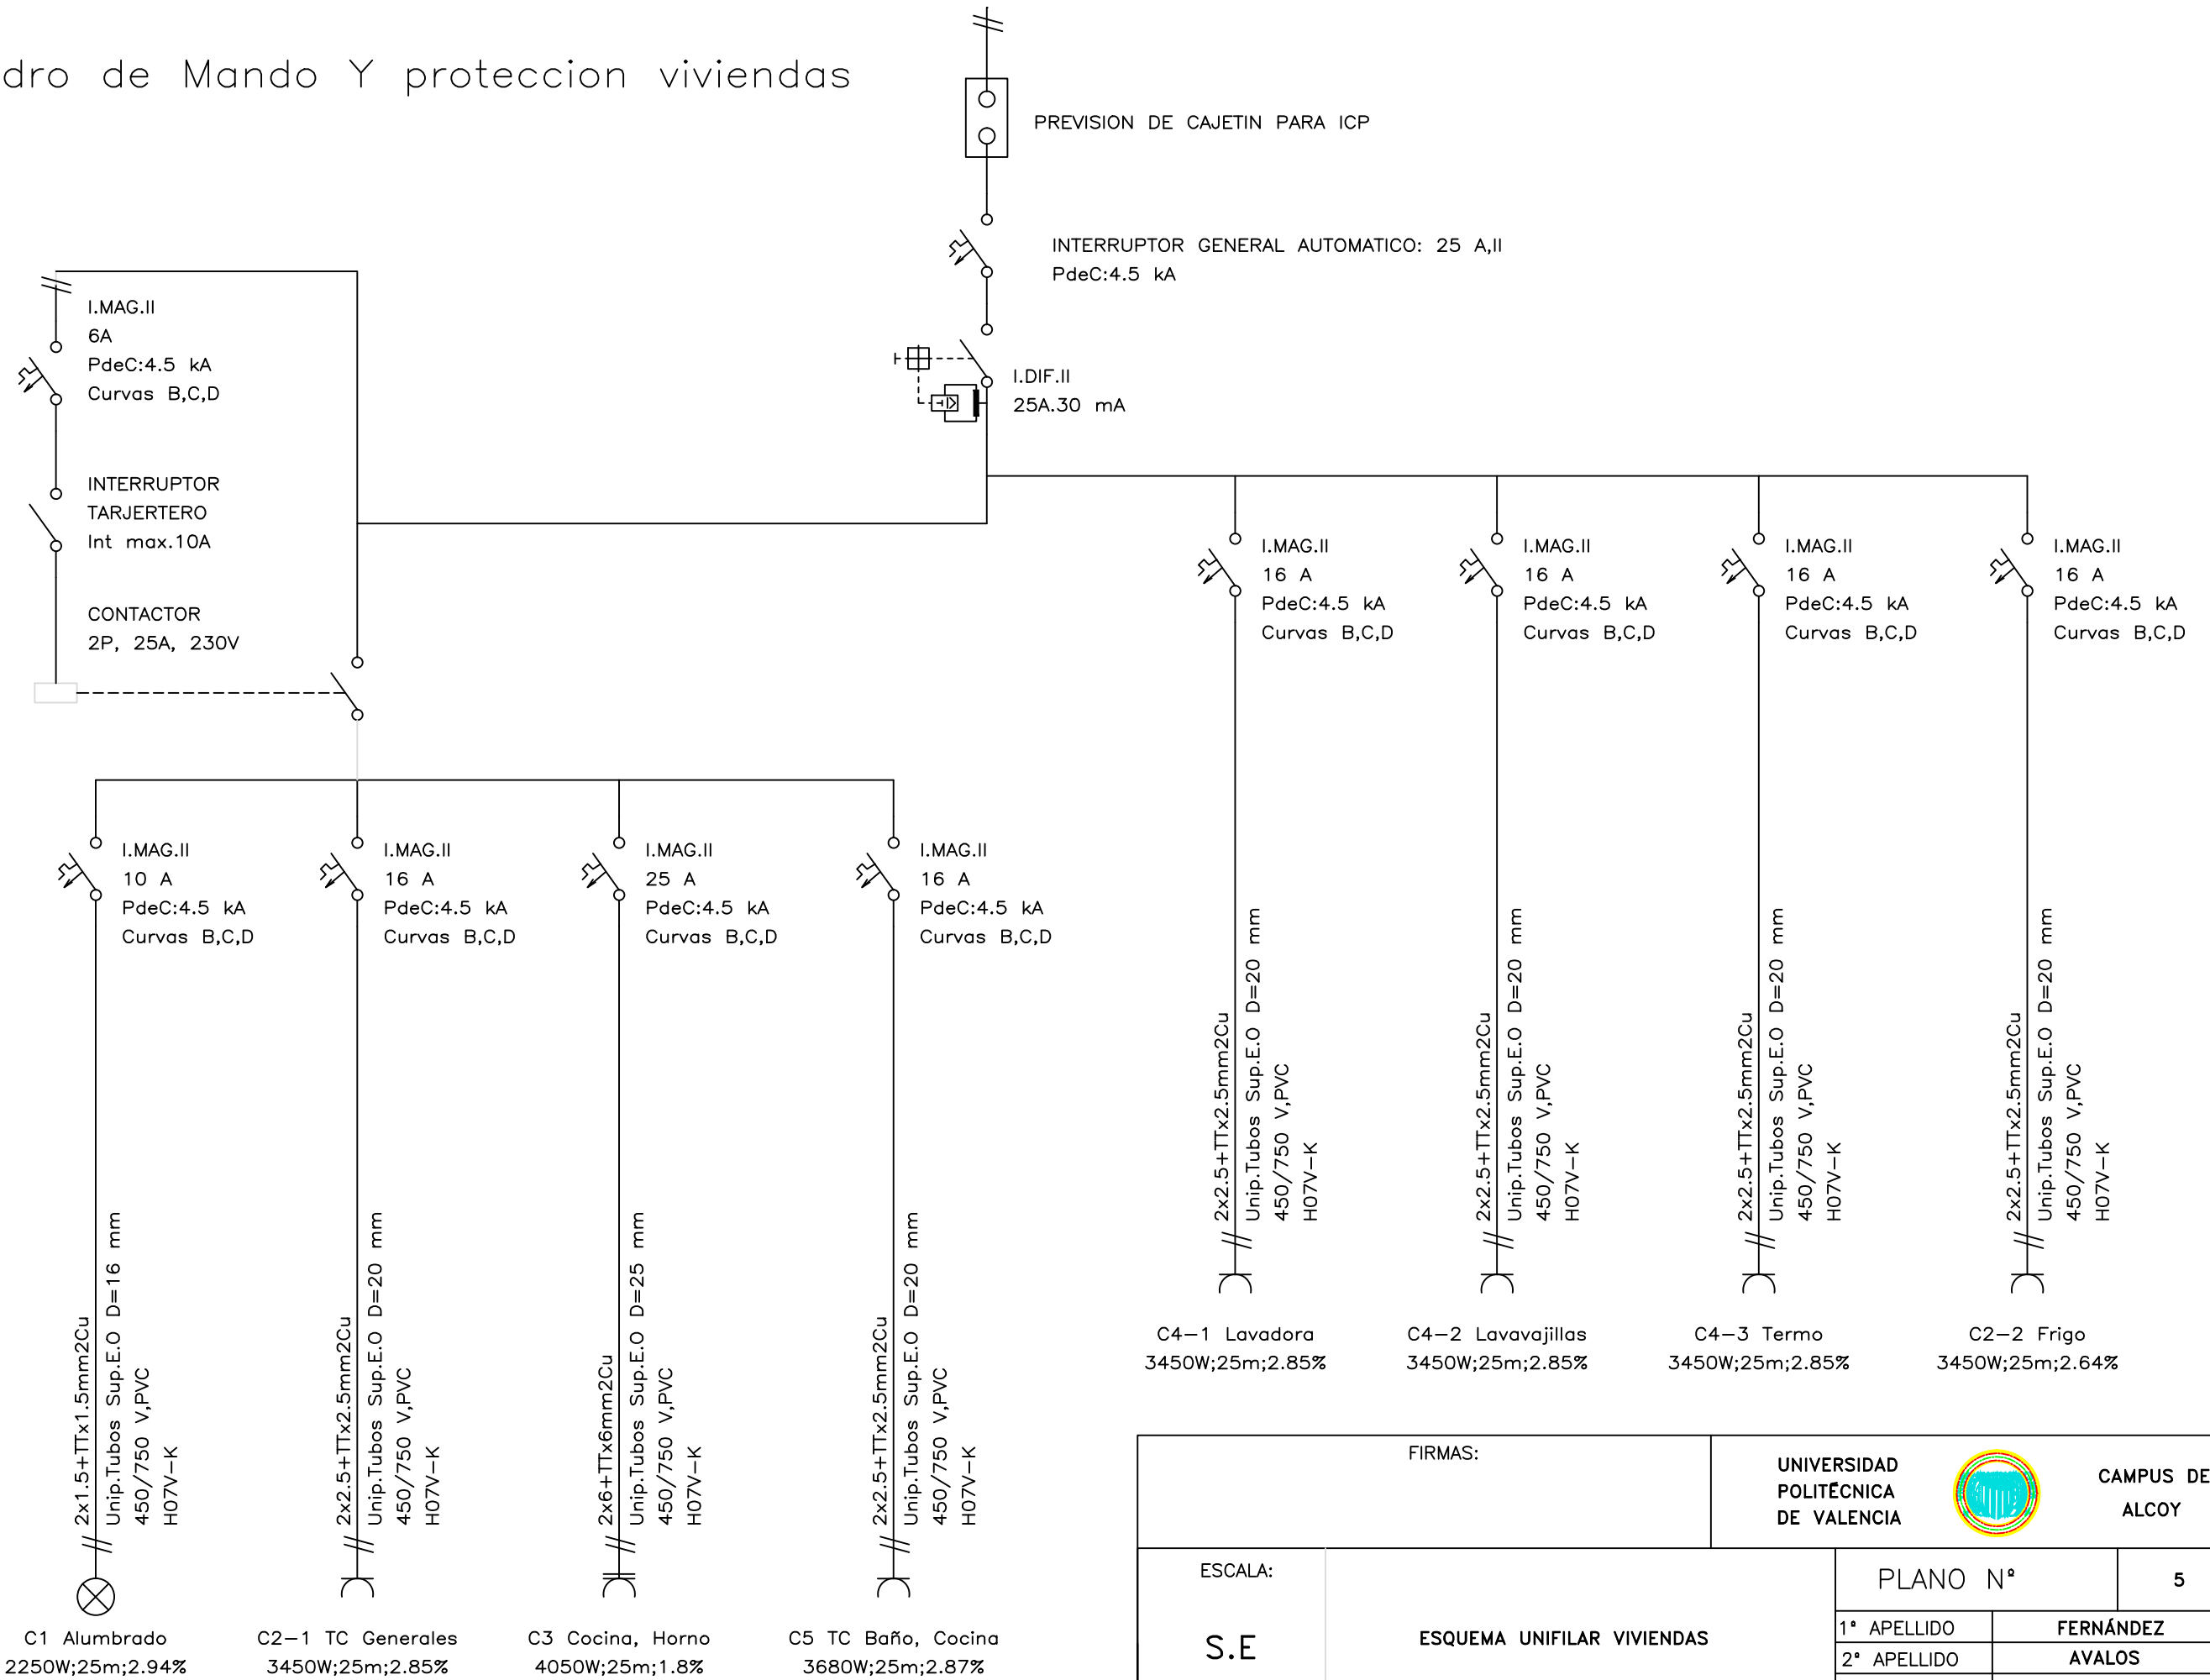 dro de Mando Y proteccion viviendas
PREVISION DE CAJETIN PARA ICP
INTERRUPTOR GENERAL AUTOMATICO: 25 A,II
PdeC:4.5 kA
I.DIF.II
25A.30 mA
I.MAG.II
6A
PdeC:4.5 kA
Curvas B,C,D
INTERRUPTOR
TARJERTERO
Int max.10A
CONTACTOR
2P, 25A, 230V
I.MAG.II
16 A
PdeC:4.5 kA
Curvas B,C,D
I.MAG.II
16 A
PdeC:4.5 kA
Curvas B,C,D
I.MAG.II
16 A
PdeC:4.5 kA
Curvas B,C,D
I.MAG.II
16 A
PdeC:4.5 kA
Curvas B,C,D
I.MAG.II
10 A
PdeC:4.5 kA
Curvas B,C,D
I.MAG.II
16 A
PdeC:4.5 kA
Curvas B,C,D
I.MAG.II
25 A
PdeC:4.5 kA
Curvas B,C,D
I.MAG.II
16 A
PdeC:4.5 kA
Curvas B,C,D
2x2.5+TTx2.5mm2Cu
Unip.Tubos Sup.E.O D=20 mm
450/750 V,PVC
H07V-K
2x2.5+TTx2.5mm2Cu
Unip.Tubos Sup.E.O D=20 mm
450/750 V,PVC
H07V-K
2x2.5+TTx2.5mm2Cu
Unip.Tubos Sup.E.O D=20 mm
450/750 V,PVC
H07V-K
2x2.5+TTx2.5mm2Cu
Unip.Tubos Sup.E.O D=20 mm
450/750 V,PVC
H07V-K
C4-1 Lavadora
3450W;25m;2.85%
C4-2 Lavavajillas
3450W;25m;2.85%
C4-3 Termo
3450W;25m;2.85%
C2-2 Frigo
3450W;25m;2.64%
2x1.5+TTx1.5mm2Cu
Unip.Tubos Sup.E.O D=16 mm
450/750 V,PVC
H07V-K
2x2.5+TTx2.5mm2Cu
Unip.Tubos Sup.E.O D=20 mm
450/750 V,PVC
H07V-K
2x6+TTx6mm2Cu
Unip.Tubos Sup.E.O D=25 mm
450/750 V,PVC
H07V-K
2x2.5+TTx2.5mm2Cu
Unip.Tubos Sup.E.O D=20 mm
450/750 V,PVC
H07V-K
C1 Alumbrado
2250W;25m;2.94%
C2-1 TC Generales
3450W;25m;2.85%
C3 Cocina, Horno
4050W;25m;1.8%
C5 TC Baño, Cocina
3680W;25m;2.87%
FIRMAS:
UNIVERSIDAD
POLITÉCNICA
DE VALENCIA
CAMPUS DE
ALCOY
ESCALA:
S.E
ESQUEMA UNIFILAR VIVIENDAS
PLANO Nº 5
1º APELLIDO FERNÁNDEZ
2º APELLIDO AVALOS